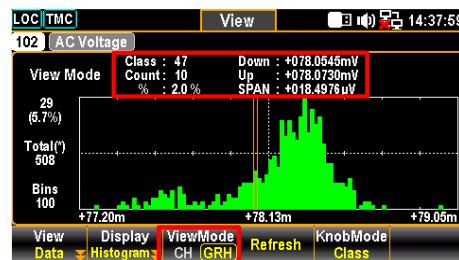 LOC TMC View 14:37:59
102 AC Voltage
View Mode
Class : 47 Down : +078.0545mV
Count : 10 Up : +078.0730mV
% : 2.0 % SPAN : +018.4976µV
29
(5.7%)
Total(*)
508
Bins
100
+77.20m +78.13m +79.05m
View Display ViewMode Refresh KnobMode
Data Histogram CH GRH Class